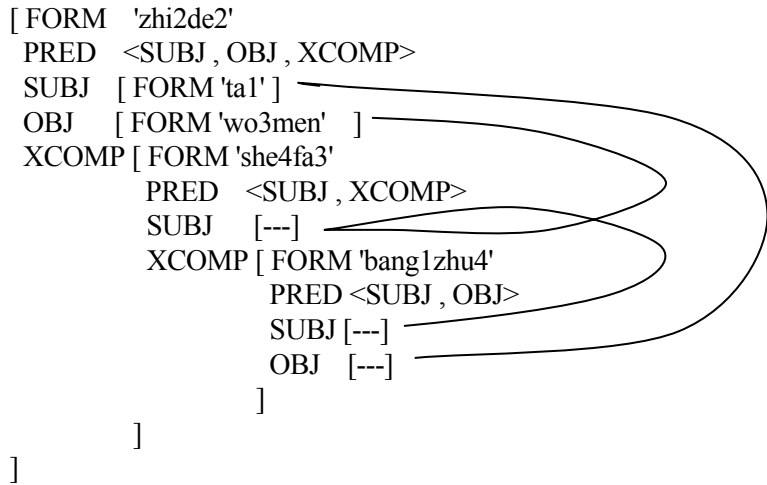 [ FORM 'zhi2de2'
PRED <SUBJ , OBJ , XCOMP>
SUBJ [ FORM 'ta1' ]
OBJ [ FORM 'wo3men' ]
XCOMP [ FORM 'she4fa3'
PRED <SUBJ , XCOMP>
SUBJ [---]
XCOMP [ FORM 'bang1zhu4'
PRED <SUBJ , OBJ>
SUBJ [---]
OBJ [---]
]
]
]